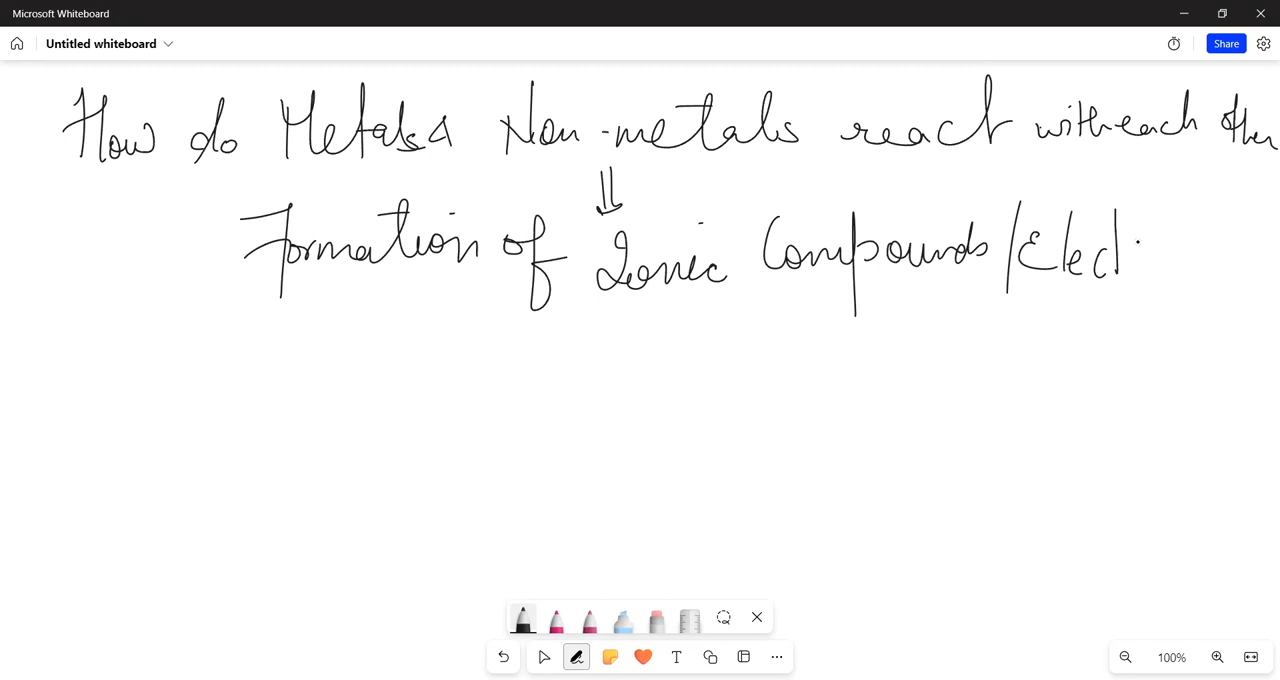 Microsoft Whiteboard
Untitled whiteboard
Share
How do Metals & Non-metals react with each other
⇓
Formation of Ionic Compounds/Elec
100%